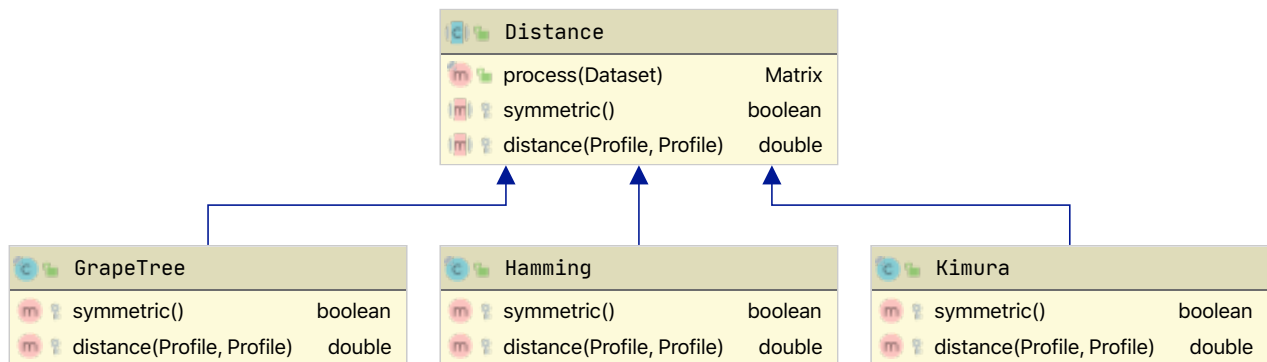 Distance
process(Dataset) Matrix
symmetric() boolean
distance(Profile, Profile) double
GrapeTree
symmetric() boolean
distance(Profile, Profile) double
Hamming
symmetric() boolean
distance(Profile, Profile) double
Kimura
symmetric() boolean
distance(Profile, Profile) double